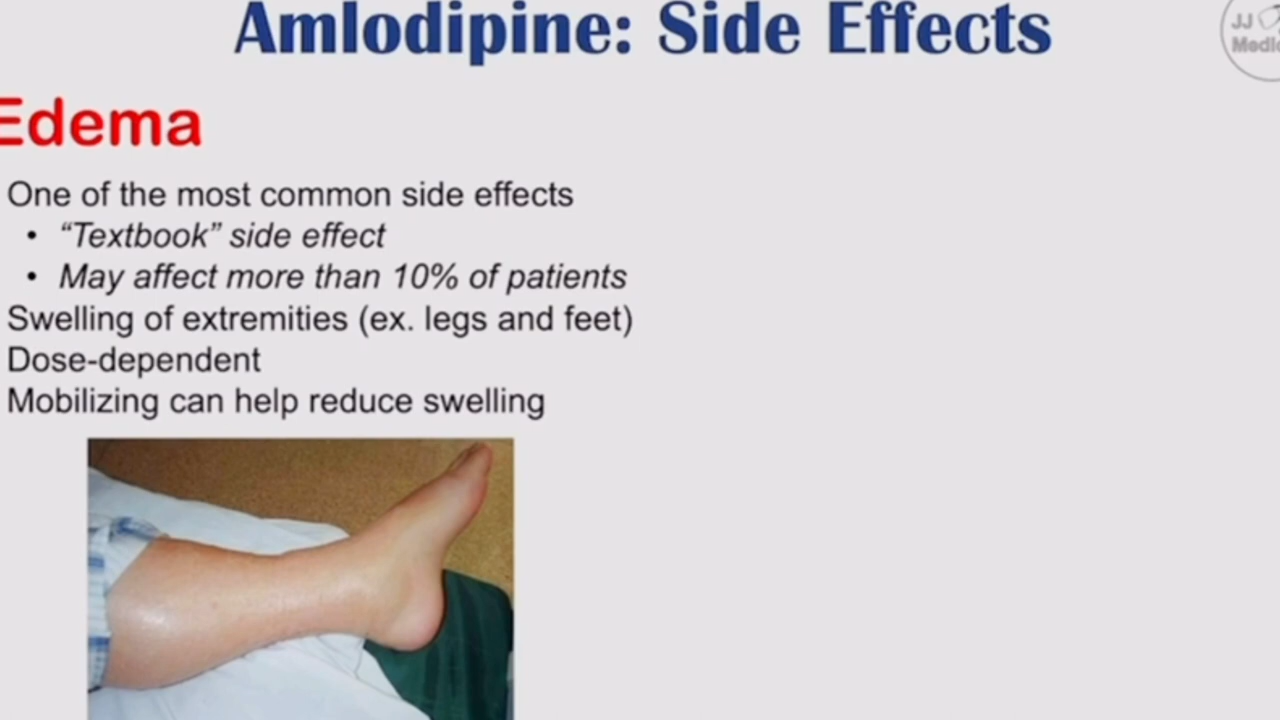 Amlodipine: Side Effects
JJ
Edema
One of the most common side effects
• “Textbook” side effect
• May affect more than 10% of patients
Swelling of extremities (ex. legs and feet)
Dose-dependent
Mobilizing can help reduce swelling